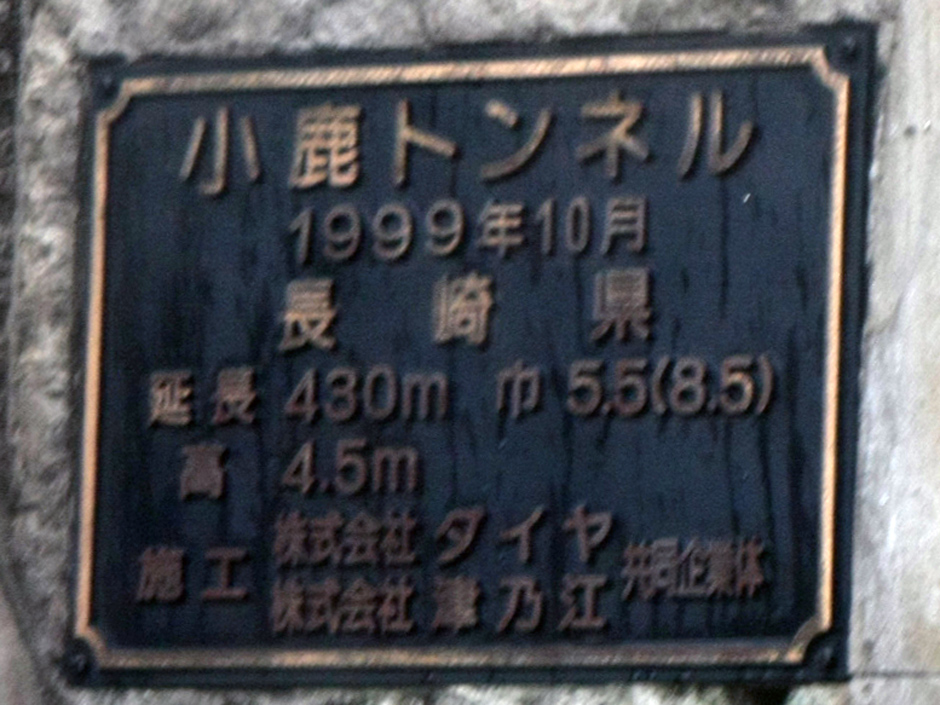 小鹿トンネル
1999年10月
長崎県
延長 430m 巾 5.5(8.5)
高 4.5m
施工 株式会社 ダイヤ 共同企業体
株式会社 津乃江